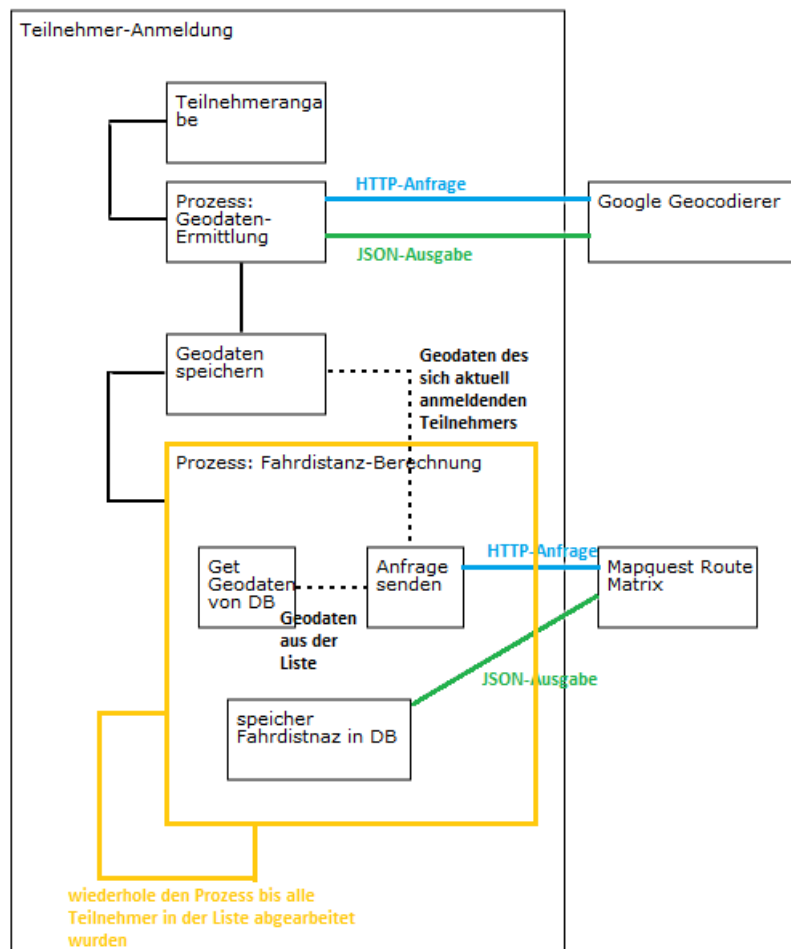 Teilnehmer-Anmeldung
Teilnehmeranga
be
Prozess:
Geodaten-
Ermittlung
HTTP-Anfrage
JSON-Ausgabe
Google Geocodierer
Geodaten
speichern
Geodaten des
sich aktuell
anmeldenden
Teilnehmers
Prozess: Fahrdistanz-Berechnung
Get
Geodaten
von DB
Geodaten
aus der
Liste
Anfrage
senden
HTTP-Anfrage
Mapquest Route
Matrix
JSON-Ausgabe
speicher
Fahrdistnaz in DB
wiederhole den Prozess bis alle
Teilnehmer in der Liste abgearbeitet
wurden